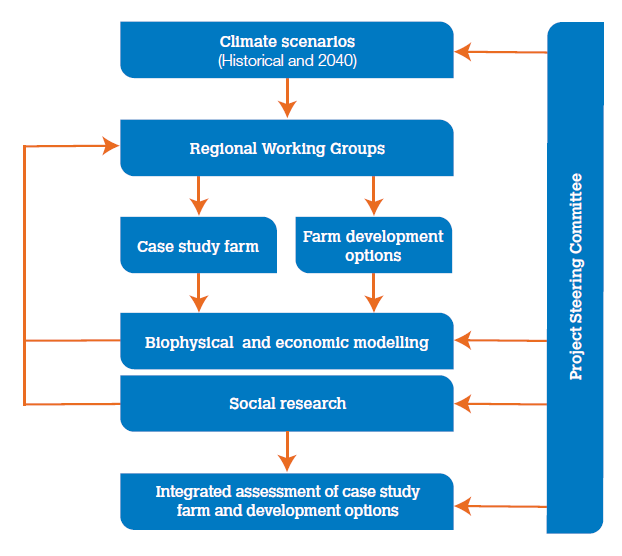 Climate scenarios
(Historical and 2040)
Regional Working Groups
Case study farm
Farm development
options
Biophysical and economic modelling
Social research
Integrated assessment of case study
farm and development options
Project Steering Committee